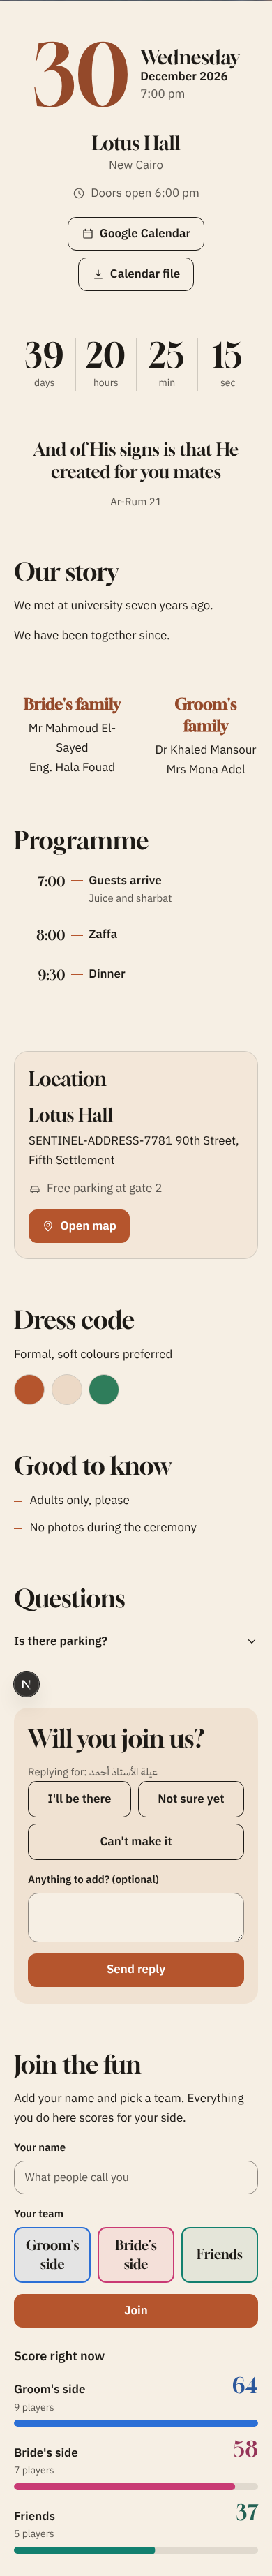 30
Wednesday
December 2026
7:00 pm
Lotus Hall
New Cairo
Doors open 6:00 pm
Google Calendar
Calendar file
39 20 25 15
days hours min sec
And of His signs is that He
created for you mates
Ar-Rum 21
Our story
We met at university seven years ago.
We have been together since.
Bride's family
Mr Mahmoud El-
Sayed
Eng. Hala Fouad
Groom's
family
Dr Khaled Mansour
Mrs Mona Adel
Programme
7:00 Guests arrive
Juice and sharbat
8:00 Zaffa
9:30 Dinner
Location
Lotus Hall
SENTINEL-ADDRESS-7781 90th Street,
Fifth Settlement
Free parking at gate 2
Open map
Dress code
Formal, soft colours preferred
Good to know
Adults only, please
No photos during the ceremony
Questions
Is there parking?
N
Will you join us?
Replying for: عيلة الأستاذ أحمد
I'll be there Not sure yet
Can't make it
Anything to add? (optional)
Send reply
Join the fun
Add your name and pick a team. Everything
you do here scores for your side.
Your name
What people call you
Your team
Groom's
side
Bride's
side
Friends
Join
Score right now
Groom's side 64
9 players
Bride's side 58
7 players
Friends 37
5 players